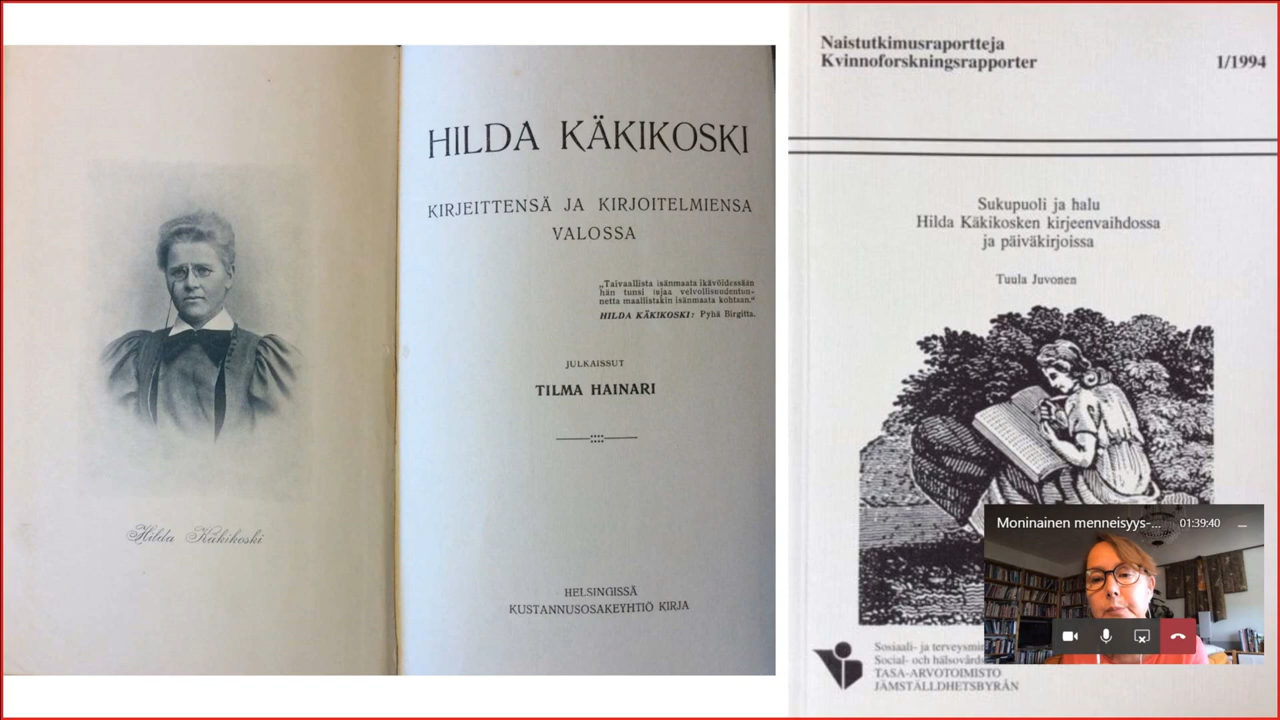 HILDA KÄKIKOSKI
KIRJEITTENSÄ JA KIRJOITELMIENSA
VALOSSA
„Taivaallista isänmaata ikävöidessään
hän tunsi lujaa velvollisuudentun-
netta maallistakin isänmaata kohtaan."
HILDA KÄKIKOSKI: Pyhä Birgitta.
JULKAISSUT
TILMA HAINARI
HELSINGISSÄ
KUSTANNUSOSAKEYHTIÖ KIRJA
Hilda Käkikoski
Naistutkimusraportteja
Kvinnoforskningsrapporter 1/1994
Sukupuoli ja halu
Hilda Käkikosken kirjeenvaihdossa
ja päiväkirjoissa
Tuula Juvonen
Moninainen menneisyys-... 01:39:40
Sosiaali- ja terveysmin
Social- och hälsovård
TASA-ARVOTOIMISTO
JÄMSTÄLLDHETSBYRÅN